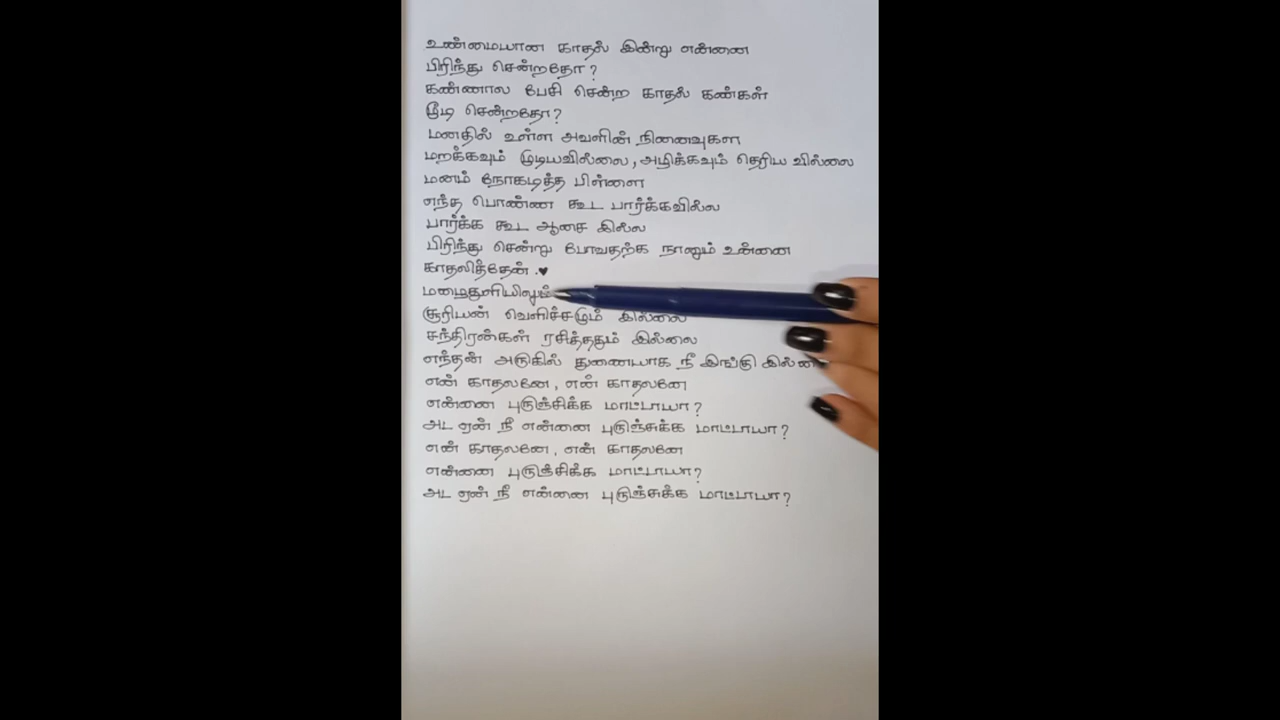 உண்மையான காதல் இன்று என்னை
பிரிந்து சென்றதோ?
கண்ணால பேசி சென்ற காதல் கண்கள்
மூடி சென்றதோ?
மனதில் உள்ள அவளின் நினைவுகள
மறக்கவும் முடியவில்லை, அழிக்கவும் தெரிய வில்லை
மனம் நோகடித்த பிள்ளை
எந்த பொண்ண கூட பார்க்கவில்ல
பார்க்க கூட ஆசை இல்ல
பிரிந்து சென்று போவதற்க நானும் உன்னை
காதலித்தேன் .♥
மழைதுளியிலும்
சூரியன் வெளிச்சமும் இல்லை
சந்திரன்கள் ரசித்ததும் இல்லை
எந்தன் அருகில் துணையாக நீ இங்கு
என் காதலனே, என் காதலனே
என்னை புருஞ்சிக்க மாட்டாயா?
அட ஏன் நீ என்னை புருஞ்சுக்க மாட்டாயா?
என் காதலனே, என் காதலனே
என்னை புருஞ்சிக்க மாட்டாயா?
அட ஏன் நீ என்னை புருஞ்சுக்க மாட்டாயா?